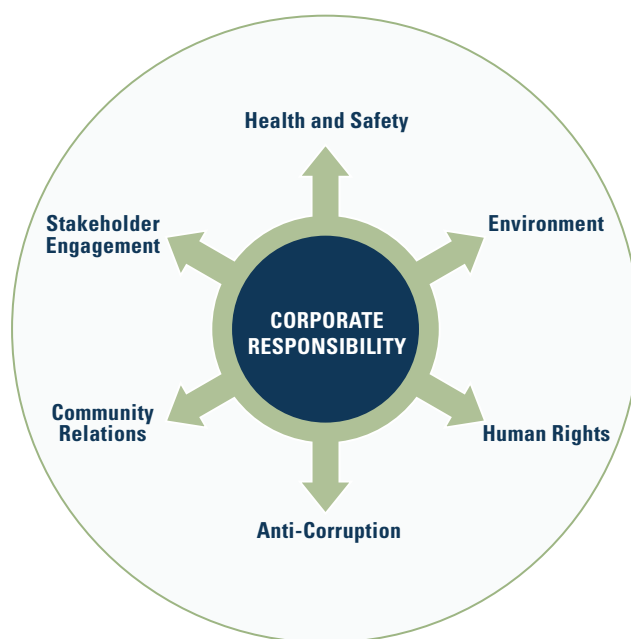 Health and Safety
Stakeholder
Engagement
Environment
CORPORATE
RESPONSIBILITY
Community
Relations
Human Rights
Anti-Corruption